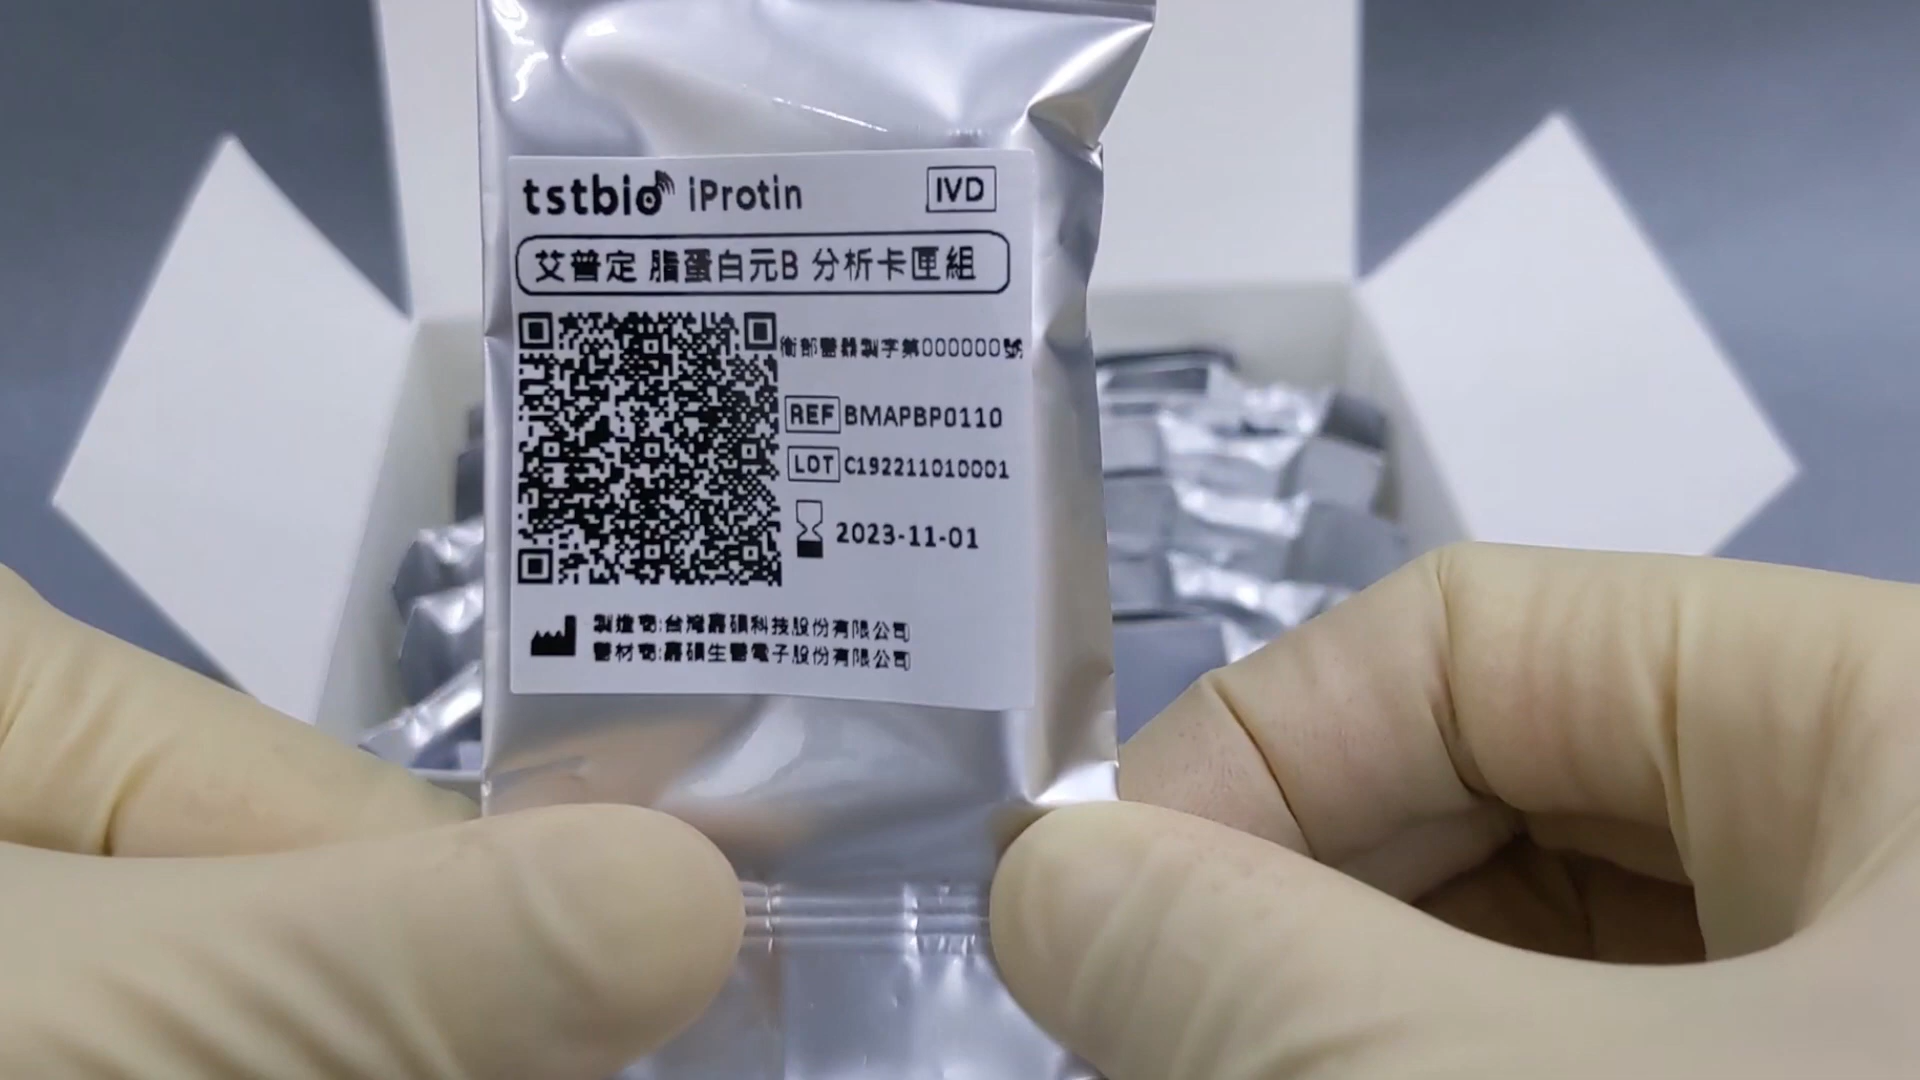 tstbio iProtin
IVD
艾普定 脂蛋白元B 分析卡匣組
衛部醫器製字第000000號
REF BMAPBP0110
LOT C192211010001
2023-11-01
製造商:台灣嘉碩科技股份有限公司
醫材商:嘉碩生醫電子股份有限公司